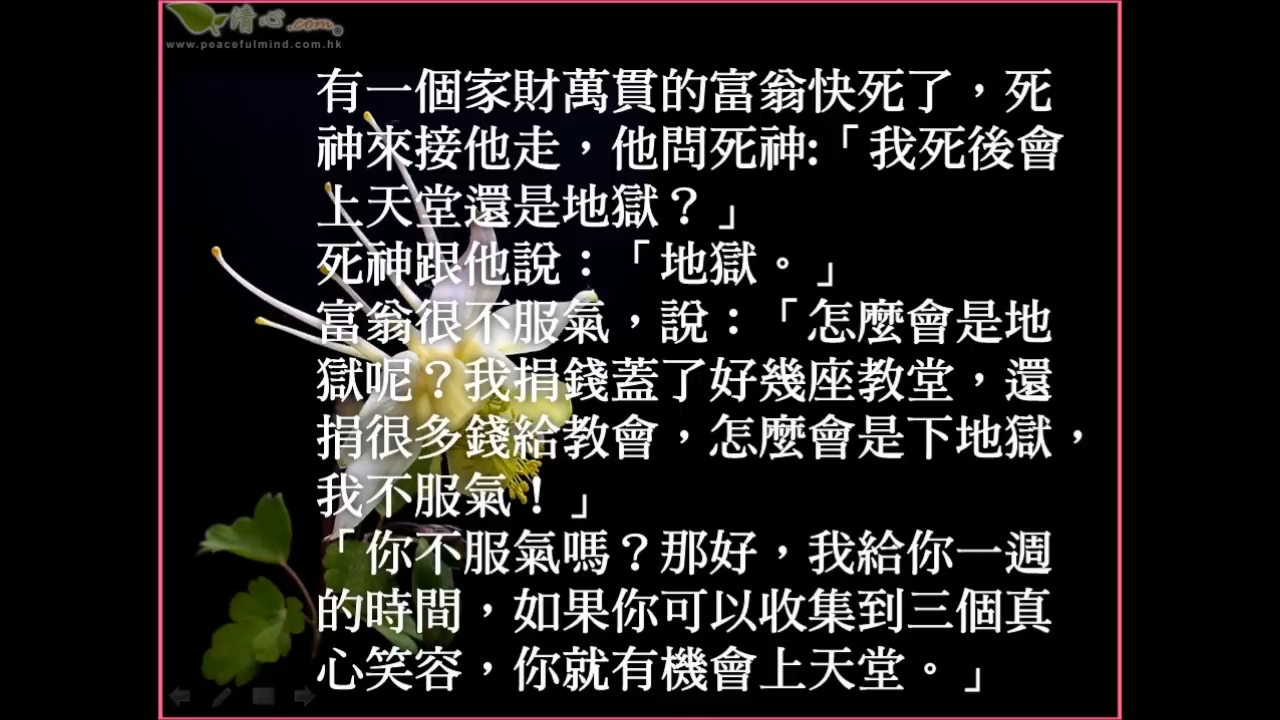 清心.com
www.peacefulmind.com.hk
有一個家財萬貫的富翁快死了，死
神來接他走，他問死神:「我死後會
上天堂還是地獄？」
死神跟他說：「地獄。」
富翁很不服氣，說：「怎麼會是地
獄呢？我捐錢蓋了好幾座教堂，還
捐很多錢給教會，怎麼會是下地獄，
我不服氣！」
「你不服氣嗎？那好，我給你一週
的時間，如果你可以收集到三個真
心笑容，你就有機會上天堂。」